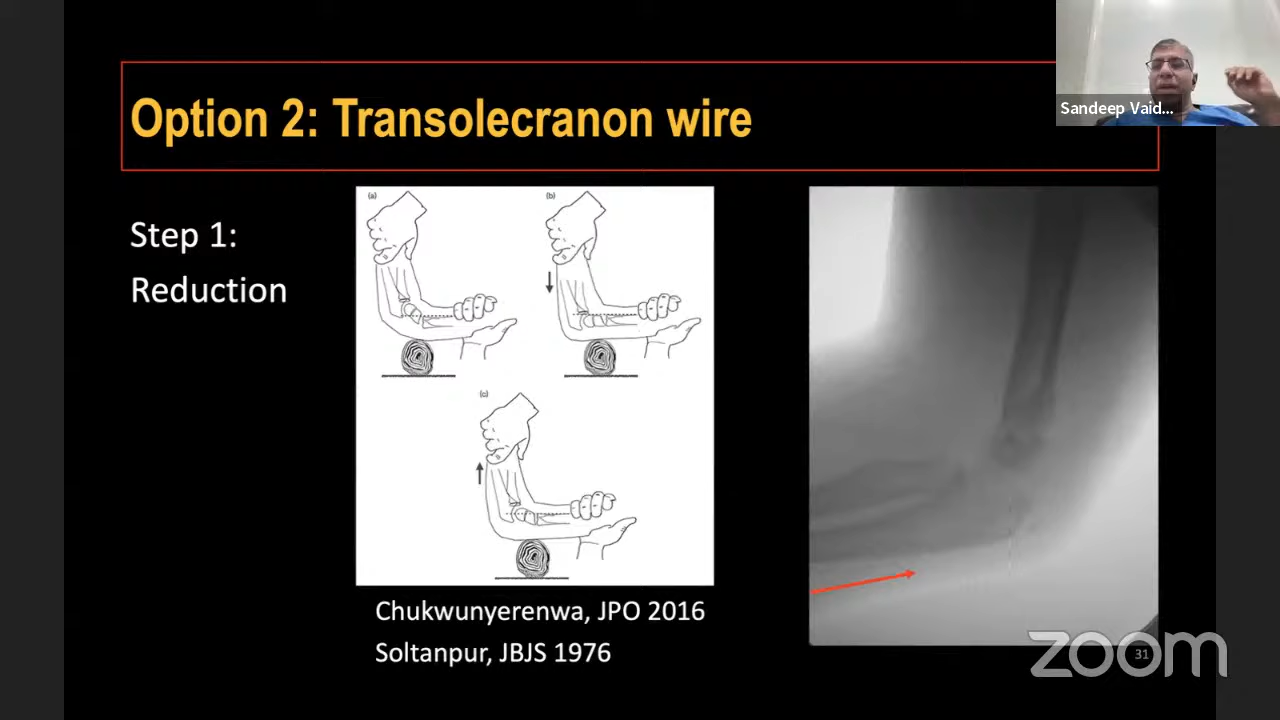 Option 2: Transolecranon wire
Sandeep Vaid...
Step 1:
Reduction
(a)
(b)
(c)
Chukwunyerenwa, JPO 2016
Soltanpur, JBJS 1976
31
zoom